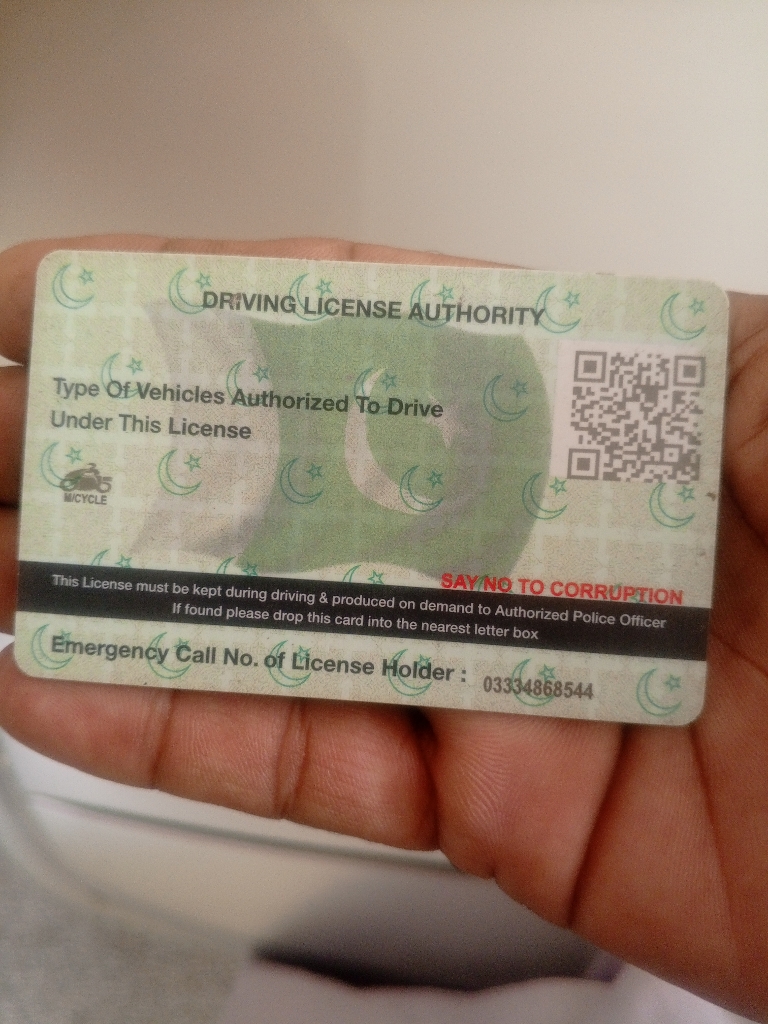 DRIVING LICENSE AUTHORITY
Type Of Vehicles Authorized To Drive
Under This License
M/CYCLE
SAY NO TO CORRUPTION
This License must be kept during driving & produced on demand to Authorized Police Officer
If found please drop this card into the nearest letter box
Emergency Call No. of License Holder : 03334868544